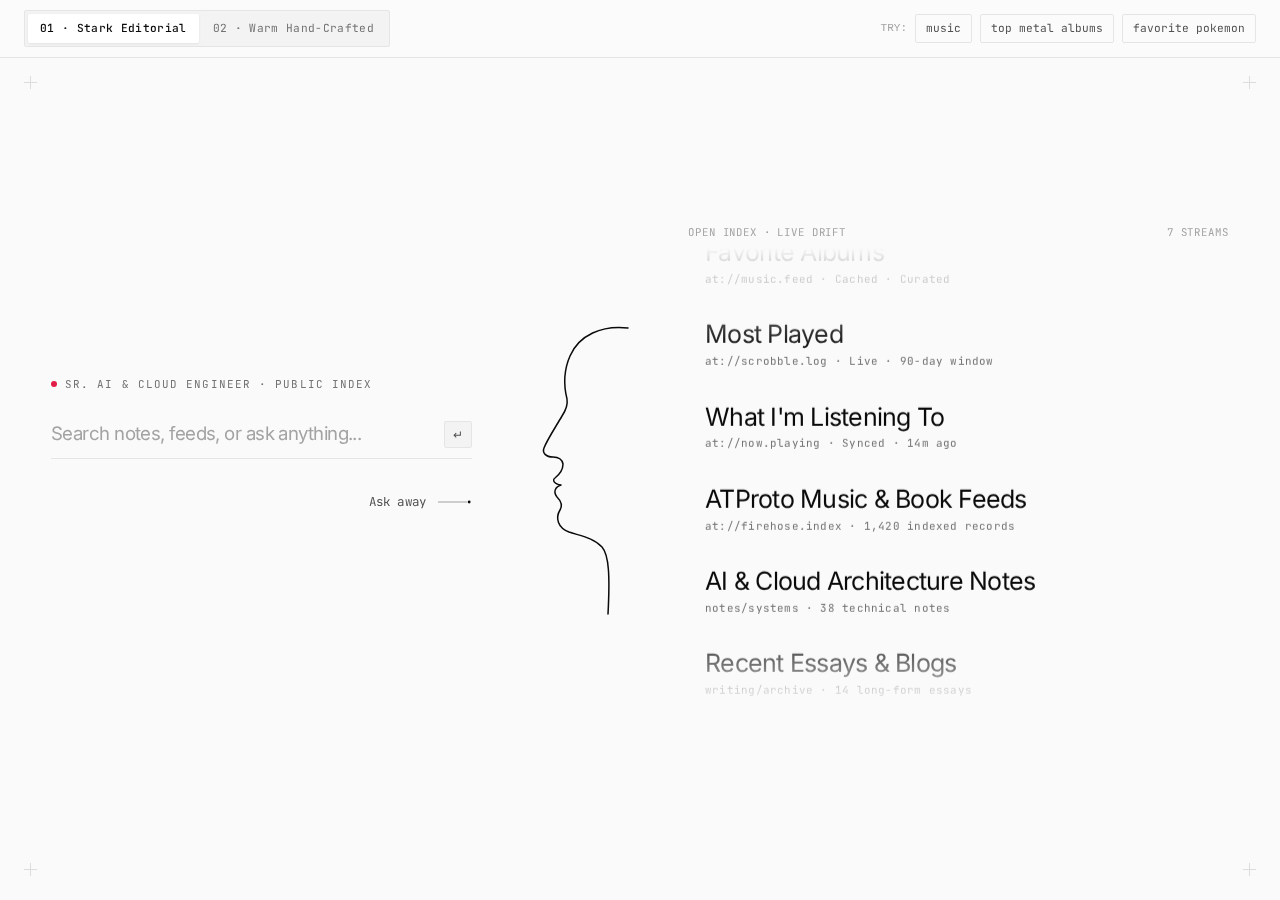 01 · Stark Editorial
02 · Warm Hand-Crafted
TRY:
music
top metal albums
favorite pokemon
OPEN INDEX · LIVE DRIFT
7 STREAMS
Favorite Albums
at://music.feed · Cached · Curated
Most Played
at://scrobble.log · Live · 90-day window
SR. AI & CLOUD ENGINEER · PUBLIC INDEX
Search notes, feeds, or ask anything...
↵
Ask away
What I'm Listening To
at://now.playing · Synced · 14m ago
ATProto Music & Book Feeds
at://firehose.index · 1,420 indexed records
AI & Cloud Architecture Notes
notes/systems · 38 technical notes
Recent Essays & Blogs
writing/archive · 14 long-form essays